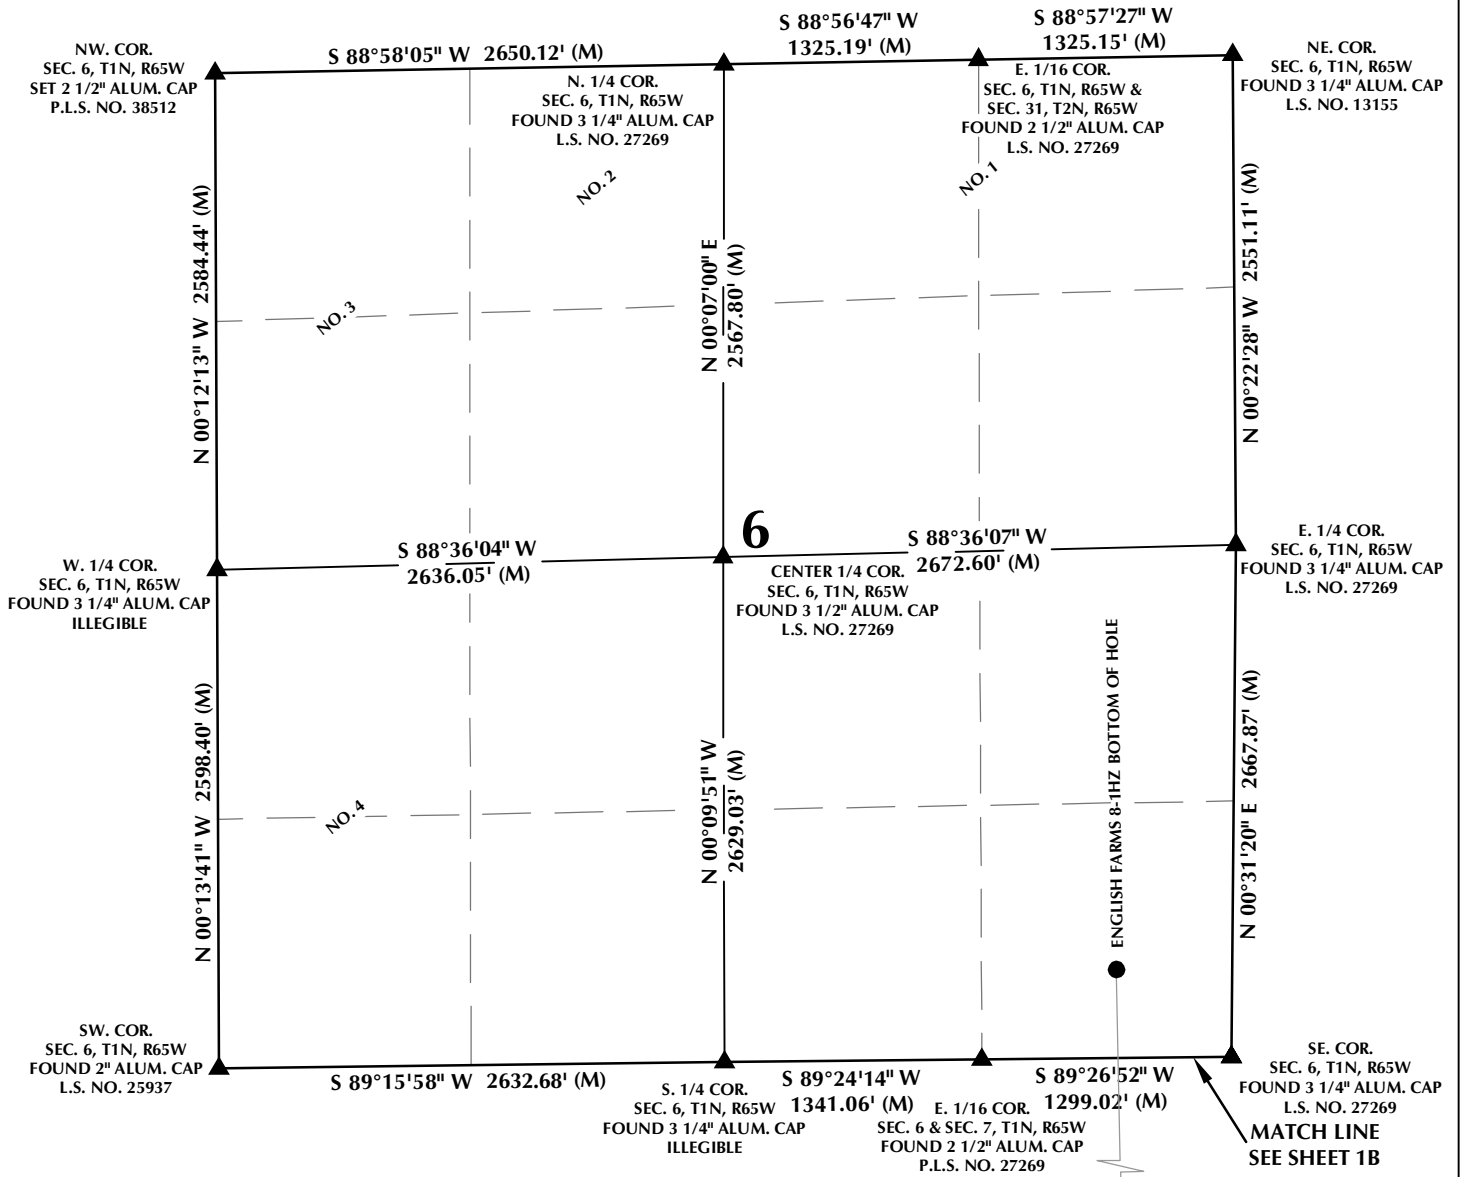 S 88°58'05" W 2650.12' (M)
S 88°56'47" W
1325.19' (M)
S 88°57'27" W
1325.15' (M)
NW. COR.
SEC. 6, T1N, R65W
SET 2 1/2" ALUM. CAP
P.L.S. NO. 38512
N. 1/4 COR.
SEC. 6, T1N, R65W
FOUND 3 1/4" ALUM. CAP
L.S. NO. 27269
E. 1/16 COR.
SEC. 6, T1N, R65W &
SEC. 31, T2N, R65W
FOUND 2 1/2" ALUM. CAP
L.S. NO. 27269
NE. COR.
SEC. 6, T1N, R65W
FOUND 3 1/4" ALUM. CAP
L.S. NO. 13155
NO. 2
NO. 1
N 00°12'13" W 2584.44' (M)
N 00°07'00" E
2567.80' (M)
N 00°22'28" W 2551.11' (M)
NO. 3
6
S 88°36'04" W
2636.05' (M)
S 88°36'07" W
2672.60' (M)
W. 1/4 COR.
SEC. 6, T1N, R65W
FOUND 3 1/4" ALUM. CAP
ILLEGIBLE
CENTER 1/4 COR.
SEC. 6, T1N, R65W
FOUND 3 1/2" ALUM. CAP
L.S. NO. 27269
E. 1/4 COR.
SEC. 6, T1N, R65W
FOUND 3 1/4" ALUM. CAP
L.S. NO. 27269
N 00°13'41" W 2598.40' (M)
N 00°09'51" W
2629.03' (M)
ENGLISH FARMS 8-1HZ BOTTOM OF HOLE
N 00°31'20" E 2667.87' (M)
NO. 4
SW. COR.
SEC. 6, T1N, R65W
FOUND 2" ALUM. CAP
L.S. NO. 25937
S 89°15'58" W 2632.68' (M)
S. 1/4 COR.
SEC. 6, T1N, R65W
FOUND 3 1/4" ALUM. CAP
ILLEGIBLE
S 89°24'14" W
1341.06' (M)
E. 1/16 COR.
SEC. 6 & SEC. 7, T1N, R65W
FOUND 2 1/2" ALUM. CAP
P.L.S. NO. 27269
S 89°26'52" W
1299.02' (M)
SE. COR.
SEC. 6, T1N, R65W
FOUND 3 1/4" ALUM. CAP
L.S. NO. 27269
MATCH LINE
SEE SHEET 1B